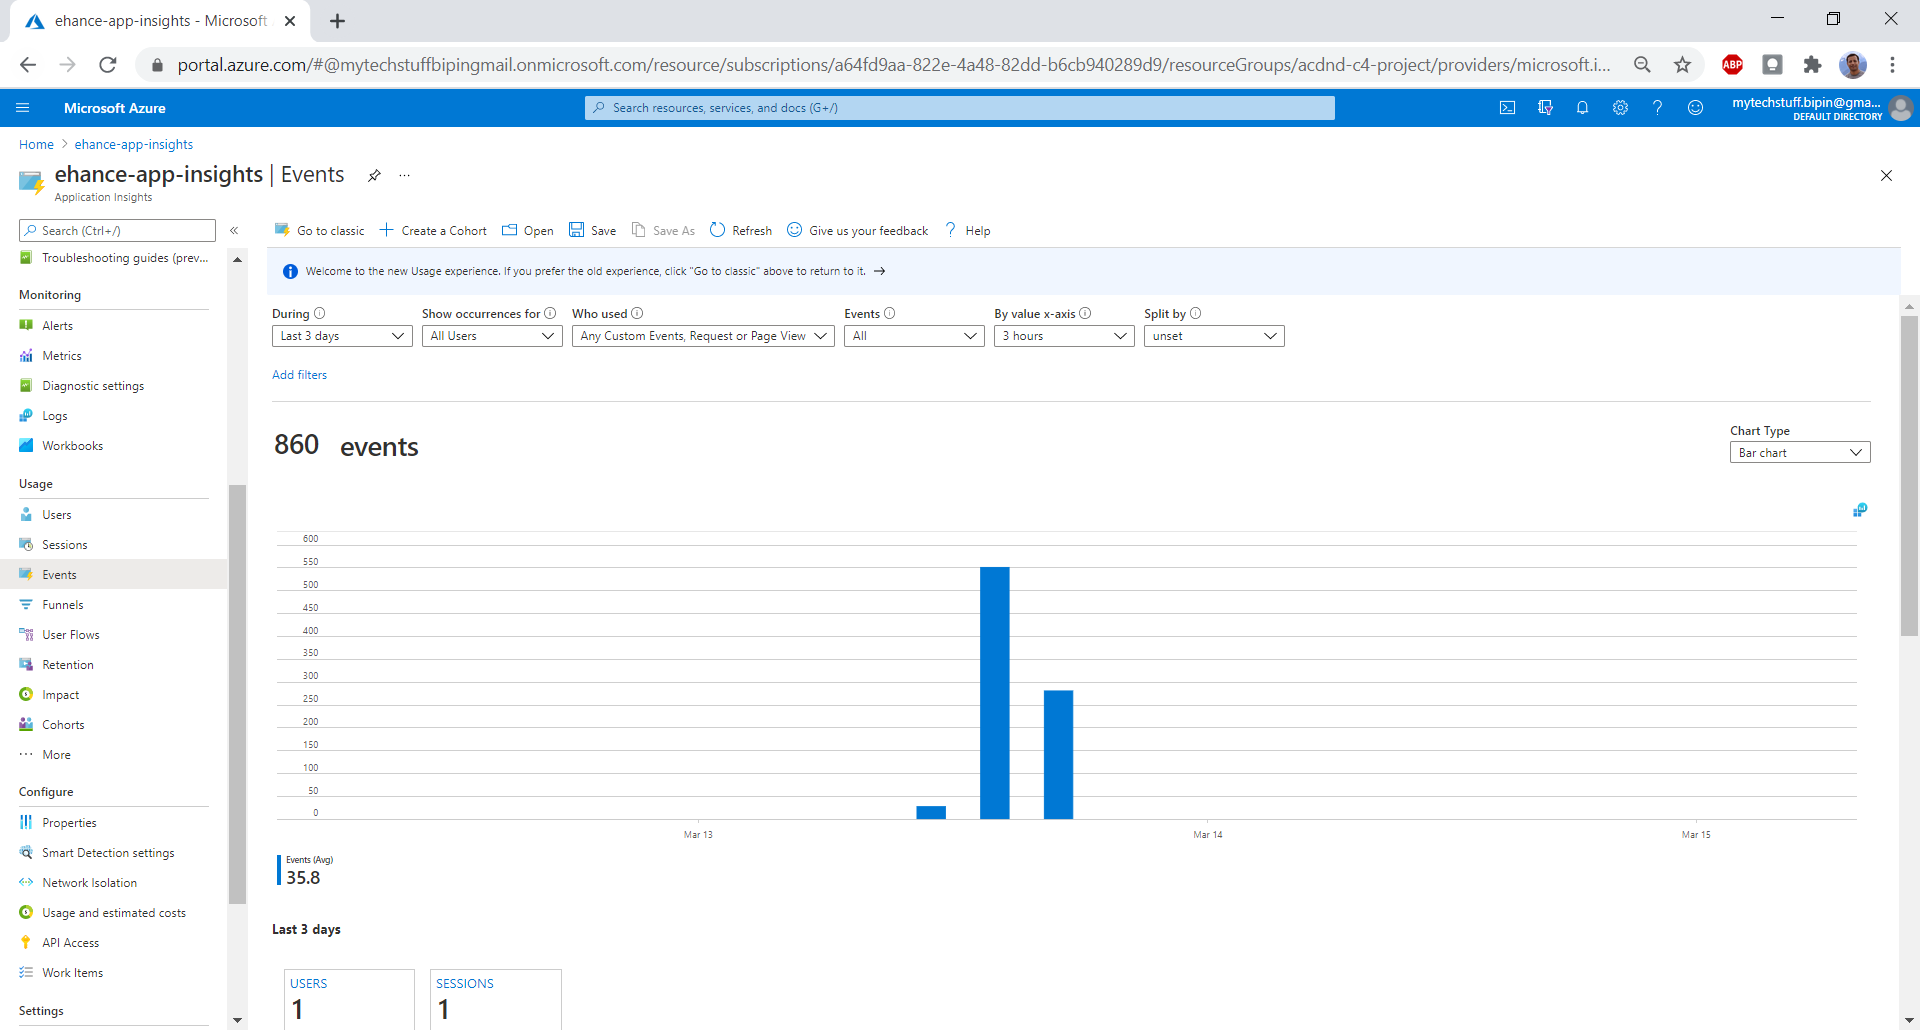 ehance-app-insights - Microsoft
portal.azure.com/#@mytechstuffbipingmail.onmicrosoft.com/resource/subscriptions/a64fd9aa-822e-4a48-82dd-b6cb940289d9/resourceGroups/acdnd-c4-project/providers/microsoft.i...
ABP
Microsoft Azure
Search resources, services, and docs (G+/)
mytechstuff.bipin@gma...
DEFAULT DIRECTORY
Home > ehance-app-insights
ehance-app-insights | Events
Application Insights
Search (Ctrl+/)
Go to classic
Create a Cohort
Open
Save
Save As
Refresh
Give us your feedback
Help
Troubleshooting guides (prev...
Monitoring
Alerts
Metrics
Diagnostic settings
Logs
Workbooks
Usage
Users
Sessions
Events
Funnels
User Flows
Retention
Impact
Cohorts
More
Configure
Properties
Smart Detection settings
Network Isolation
Usage and estimated costs
API Access
Work Items
Settings
Welcome to the new Usage experience. If you prefer the old experience, click "Go to classic" above to return to it.
During
Last 3 days
Show occurrences for
All Users
Who used
Any Custom Events, Request or Page View
Events
All
By value x-axis
3 hours
Split by
unset
Add filters
860 events
Chart Type
Bar chart
600
550
500
450
400
350
300
250
200
150
100
50
0
Mar 13
Mar 14
Mar 15
Events (Avg)
35.8
Last 3 days
USERS
1
SESSIONS
1